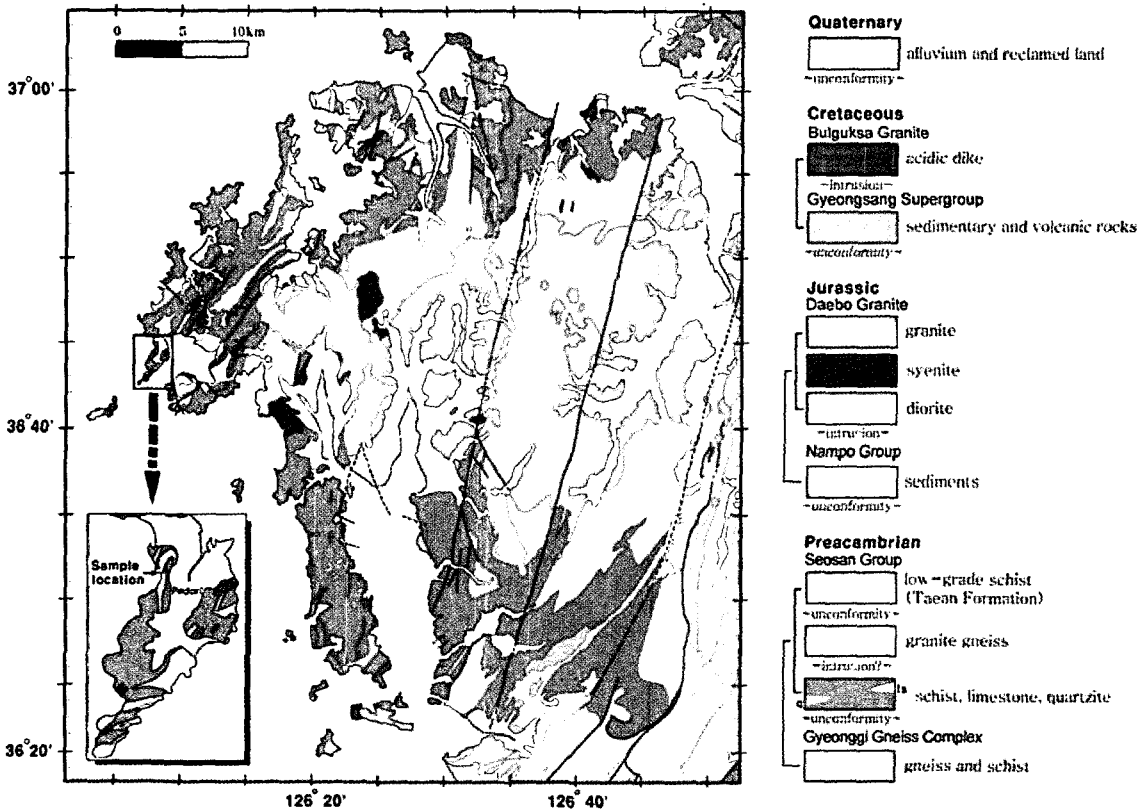 0 5 10km
37° 00'
36° 40'
36° 20'
126° 20'
126° 40'
Sample
location
Quaternary
alluvium and reclamed land
~unconformity~
Cretaceous
Bulguksa Granite
acidic dike
~intrusion~
Gyeongsang Supergroup
sedimentary and volcanic rocks
~unconformity~
Jurassic
Daebo Granite
granite
syenite
diorite
~intrusion~
Nampo Group
sediments
~unconformity~
Preacambrian
Seosan Group
low-grade schist
(Taean Formation)
~unconformity~
granite gneiss
~intrusion?~
ls
q
schist, limestone, quartzite
~unconformity~
Gyeonggi Gneiss Complex
gneiss and schist